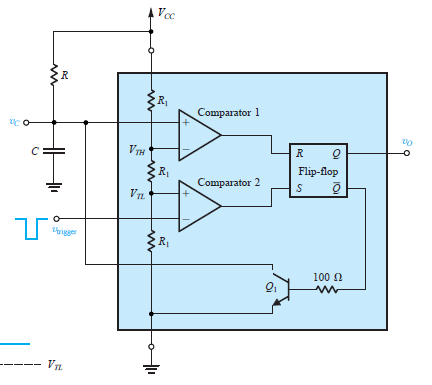 V_CC
R
R_1
Comparator 1
v_C
+
C
V_TH
−
R_1
R Q
v_O
Flip-flop
Comparator 2
V_TL
+
S Q̅
v_trigger
−
R_1
100 Ω
Q_1
V_TL